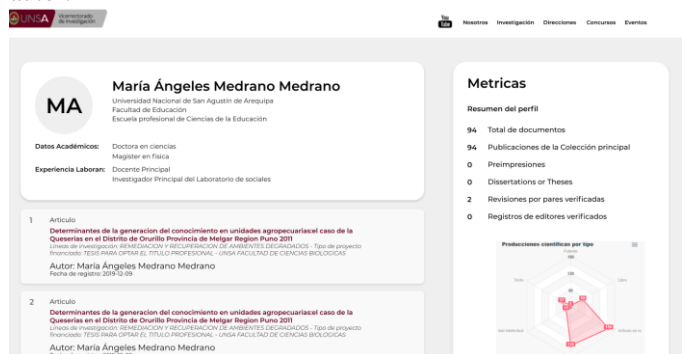 UNSA
Vicerrectorado
de Investigación
You
Tube
Nosotros Investigación Direcciones Concursos Eventos
MA
María Ángeles Medrano Medrano
Universidad Nacional de San Agustín de Arequipa
Facultad de Educación
Escuela profesional de Ciencias de la Educación
Datos Académicos: Doctora en ciencias
Magister en física
Experiencia Laboran: Docente Principal
Investigador Principal del Laboratorio de sociales
1 Artículo
Determinantes de la generacion del conocimiento en unidades agropecuariascel caso de la
Queserias en el Distrito de Orurillo Provincia de Melgar Region Puno 2011
Lineas de investigación: REMEDIACION Y RECUPERACIÓN DE AMBIENTES DEGRADADOS - Tipo de proyecto
financiado: TESIS PARA OPTAR EL TITULO PROFESIONAL - UNSA FACULTAD DE CIENCIAS BIOLOGICAS
Autor: María Ángeles Medrano Medrano
Fecha de registro: 2019-12-09
2 Artículo
Determinantes de la generacion del conocimiento en unidades agropecuariascel caso de la
Queserias en el Distrito de Orurillo Provincia de Melgar Region Puno 2011
Lineas de investigación: REMEDIACION Y RECUPERACIÓN DE AMBIENTES DEGRADADOS - Tipo de proyecto
financiado: TESIS PARA OPTAR EL TITULO PROFESIONAL - UNSA FACULTAD DE CIENCIAS BIOLOGICAS
Autor: María Ángeles Medrano Medrano
Metricas
Resumen del perfil
94 Total de documentos
94 Publicaciones de la Colección principal
0 Preimpresiones
0 Dissertations or Theses
2 Revisiones por pares verificadas
0 Registros de editores verificados
Producciones científicas por tipo